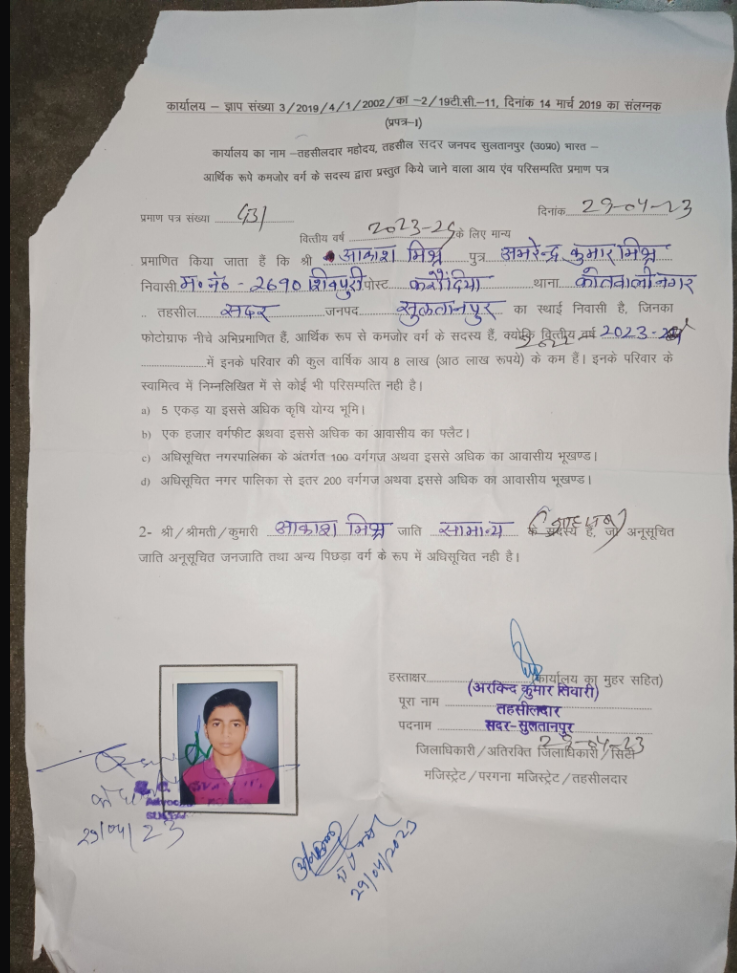 कार्यालय – ज्ञाप संख्या 3/2019/4/1/2002/का -2/19टी.सी.-11, दिनांक 14 मार्च 2019 का संलग्नक
(प्रपत्र-I)
कार्यालय का नाम –तहसीलदार महोदय, तहसील सदर जनपद सुलतानपुर (उ0प्र0) भारत –
आर्थिक रूपे कमजोर वर्ग के सदस्य द्वारा प्रस्तुत किये जाने वाला आय एंव परिसम्पत्ति प्रमाण पत्र
प्रमाण पत्र संख्या
दिनांक 29-04-23
वित्तीय वर्ष 2023-24 के लिए मान्य
प्रमाणित किया जाता हैं कि श्री आकाश मिश्र पुत्र अमरेन्द्र कुमार मिश्र
निवासी म० नं० - 2690 शिवपुरी पोस्ट करौंदिया थाना कोतवाली नगर
तहसील सदर जनपद सुलतानपुर का स्थाई निवासी है, जिनका
फोटोग्राफ नीचे अभिप्रमाणित हैं, आर्थिक रूप से कमजोर वर्ग के सदस्य हैं, क्योंकि वित्तीय वर्ष 2023-
में इनके परिवार की कुल वार्षिक आय 8 लाख (आठ लाख रूपये) के कम हैं। इनके परिवार के
स्वामित्व में निम्नलिखित में से कोई भी परिसम्पत्ति नही है।
a) 5 एकड़ या इससे अधिक कृषि योग्य भूमि।
b) एक हजार वर्गफीट अथवा इससे अधिक का आवासीय का फ्लैट।
c) अधिसूचित नगरपालिका के अंतर्गत 100 वर्गगज अथवा इससे अधिक का आवासीय भूखण्ड।
d) अधिसूचित नगर पालिका से इतर 200 वर्गगज अथवा इससे अधिक का आवासीय भूखण्ड।
2- श्री/श्रीमती/कुमारी आकाश मिश्र जाति सामान्य (ब्राह्मण) के सदस्य है, जो अनुसूचित
जाति अनुसूचित जनजाति तथा अन्य पिछड़ा वर्ग के रूप में अधिसूचित नही है।
हस्ताक्षर (कार्यालय का मुहर सहित)
(अरविन्द कुमार तिवारी)
पूरा नाम
तहसीलदार
पदनाम सदर-सुलतानपुर
29-04-23
जिलाधिकारी/अतिरिक्त जिलाधिकारी/सिटी
मजिस्ट्रेट/परगना मजिस्ट्रेट/तहसीलदार
Advocate
29/04/23
29/04/2023